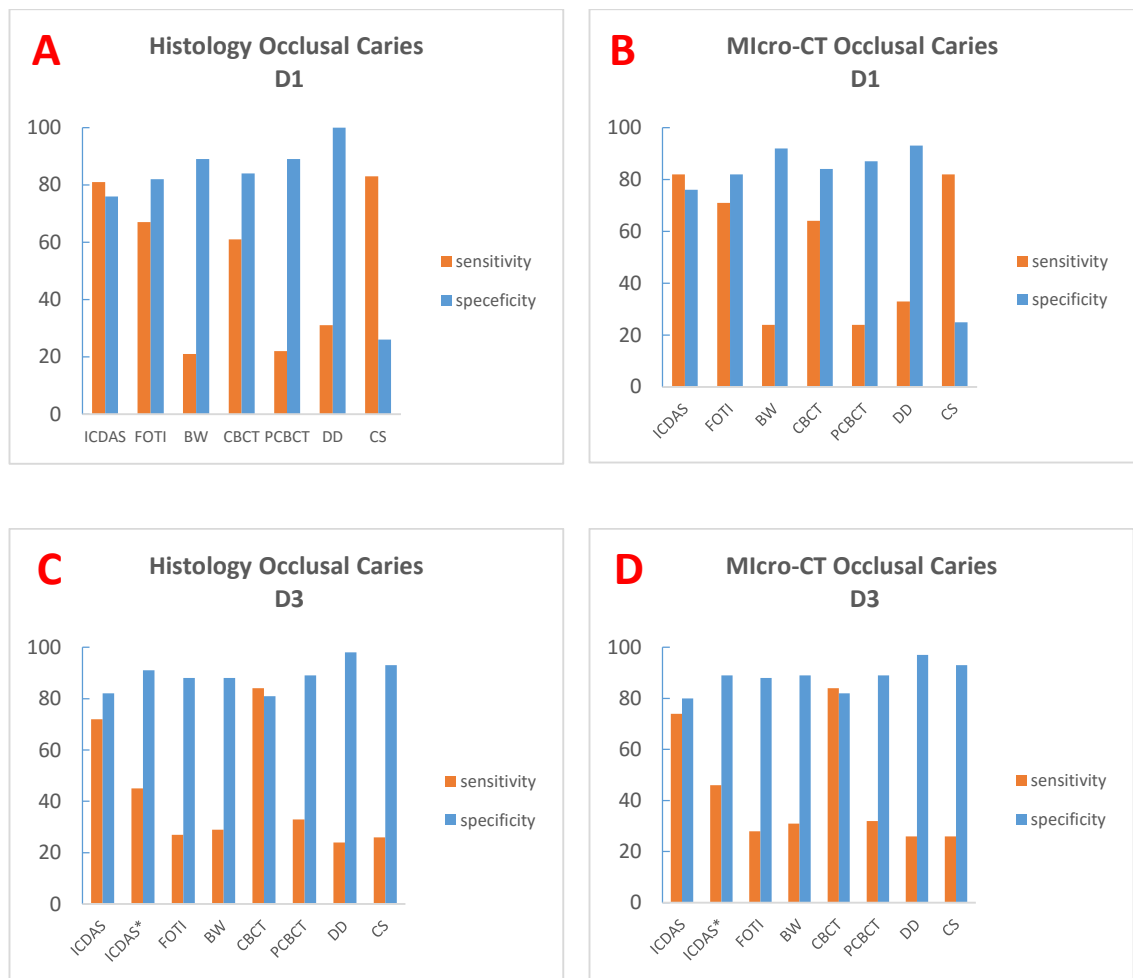 A
Histology Occlusal Caries
D1
100
80
60
40
20
0
ICDAS FOTI BW CBCT PCBCT DD CS
sensitivity
speceficity
B
MIcro-CT Occlusal Caries
D1
100
80
60
40
20
0
ICDAS FOTI BW CBCT PCBCT DD CS
sensitivity
specificity
C
Histology Occlusal Caries
D3
100
80
60
40
20
0
ICDAS ICDAS* FOTI BW CBCT PCBCT DD CS
sensitivity
specificity
D
MIcro-CT Occlusal Caries
D3
100
80
60
40
20
0
ICDAS ICDAS* FOTI BW CBCT PCBCT DD CS
sensitivity
specificity